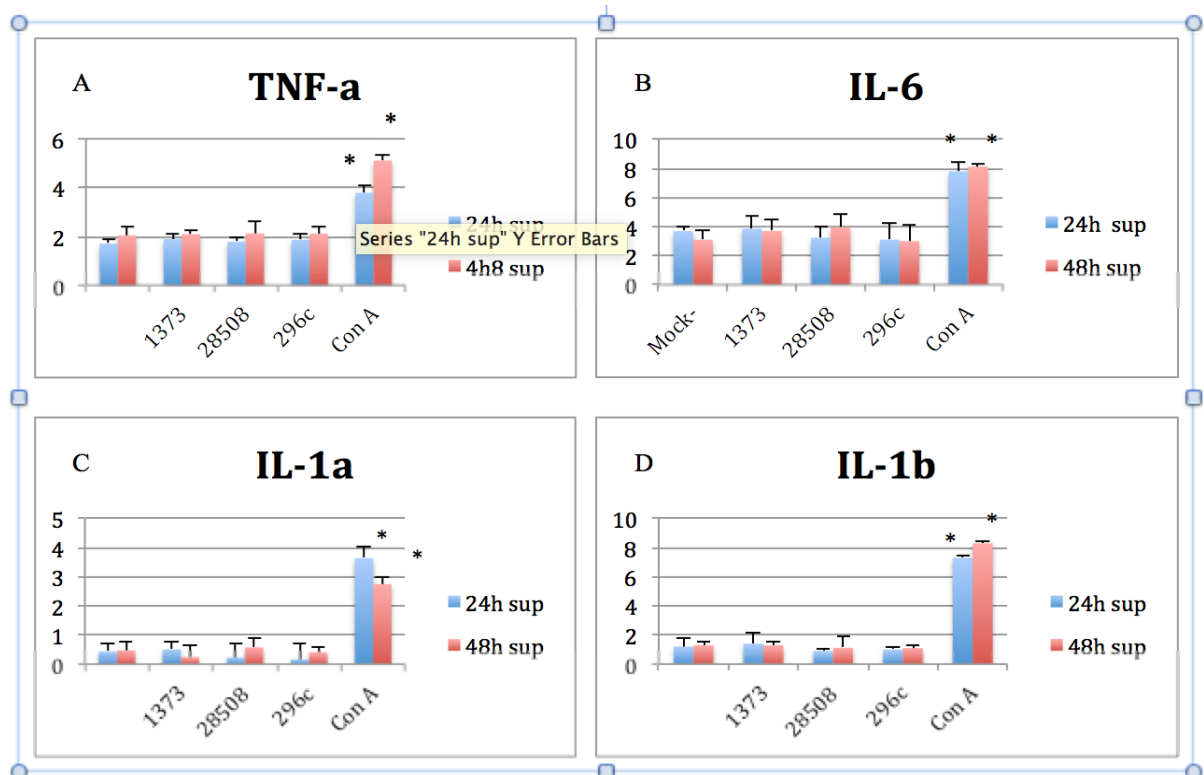 A
TNF-a
6
4
2
0
*
*
24h sup
4h8 sup
Series "24h sup" Y Error Bars
1373
28508
296c
Con A
B
IL-6
10
8
6
4
2
0
*
*
24h sup
48h sup
Mock-
1373
28508
296c
Con A
C
IL-1a
5
4
3
2
1
0
*
*
24h sup
48h sup
1373
28508
296c
Con A
D
IL-1b
10
8
6
4
2
0
*
*
24h sup
48h sup
1373
28508
296c
Con A